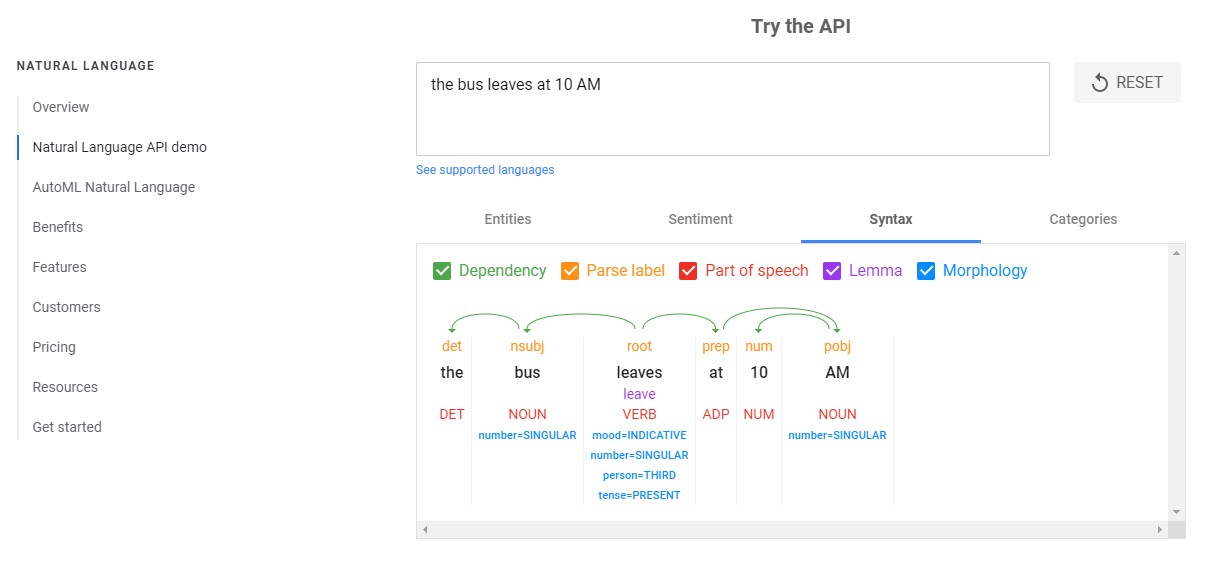 Try the API
NATURAL LANGUAGE
Overview
Natural Language API demo
AutoML Natural Language
Benefits
Features
Customers
Pricing
Resources
Get started
the bus leaves at 10 AM
RESET
See supported languages
Entities Sentiment Syntax Categories
Dependency Parse label Part of speech Lemma Morphology
det nsubj root prep num pobj
the bus leaves at 10 AM
leave
DET NOUN VERB ADP NUM NOUN
number=SINGULAR mood=INDICATIVE number=SINGULAR
number=SINGULAR
person=THIRD
tense=PRESENT